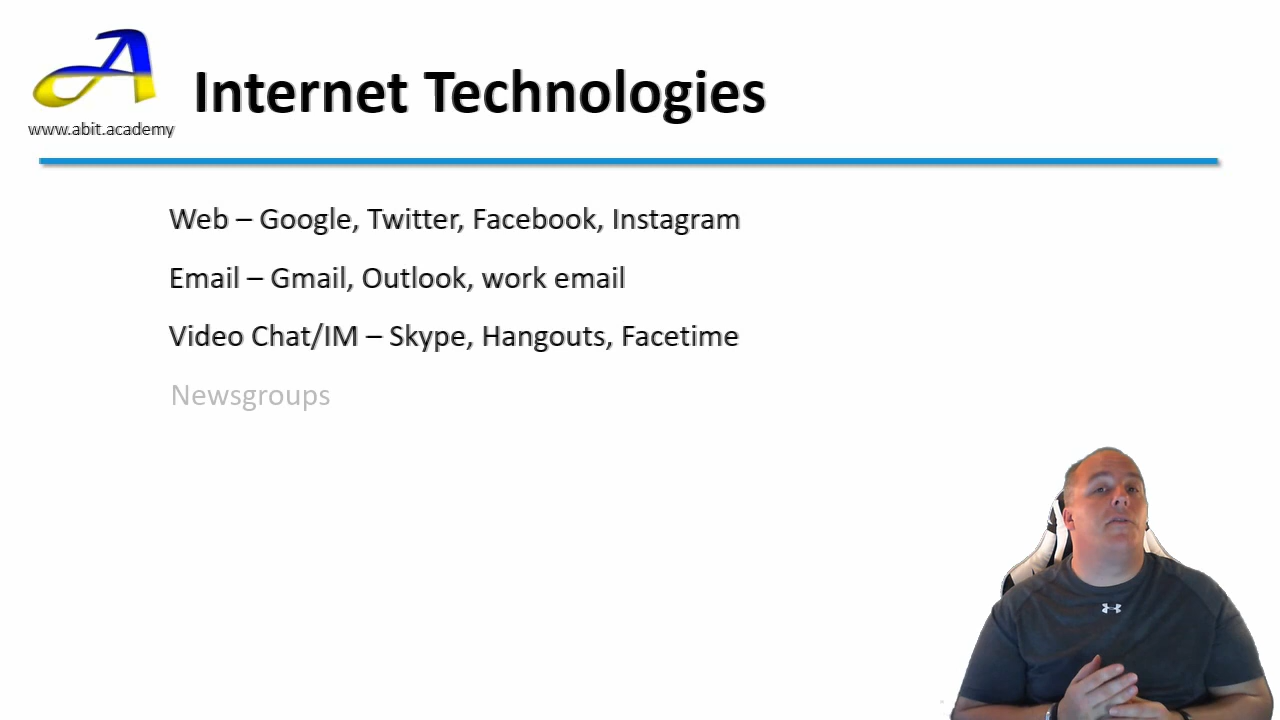 Internet Technologies
www.abit.academy
Web – Google, Twitter, Facebook, Instagram
Email – Gmail, Outlook, work email
Video Chat/IM – Skype, Hangouts, Facetime
Newsgroups